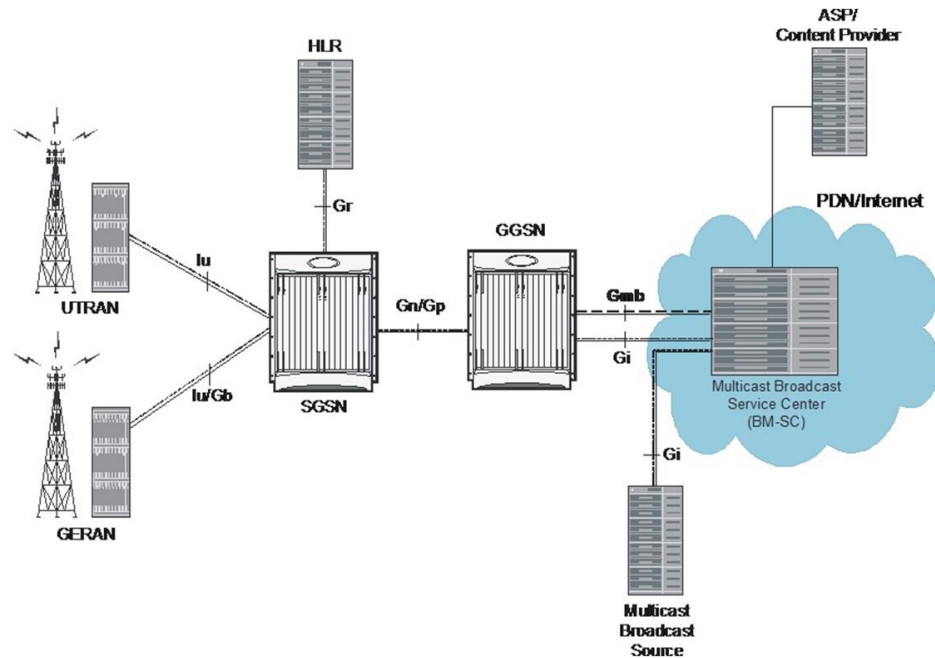 ASP/
Content Provider
HLR
PDN/Internet
Gr
GGSN
Iu
Gmb
UTRAN
Gn/Gp
Gi
Iu/Gb
SGSN
Multicast Broadcast
Service Center
(BM-SC)
Gi
GERAN
Multicast
Broadcast
Source